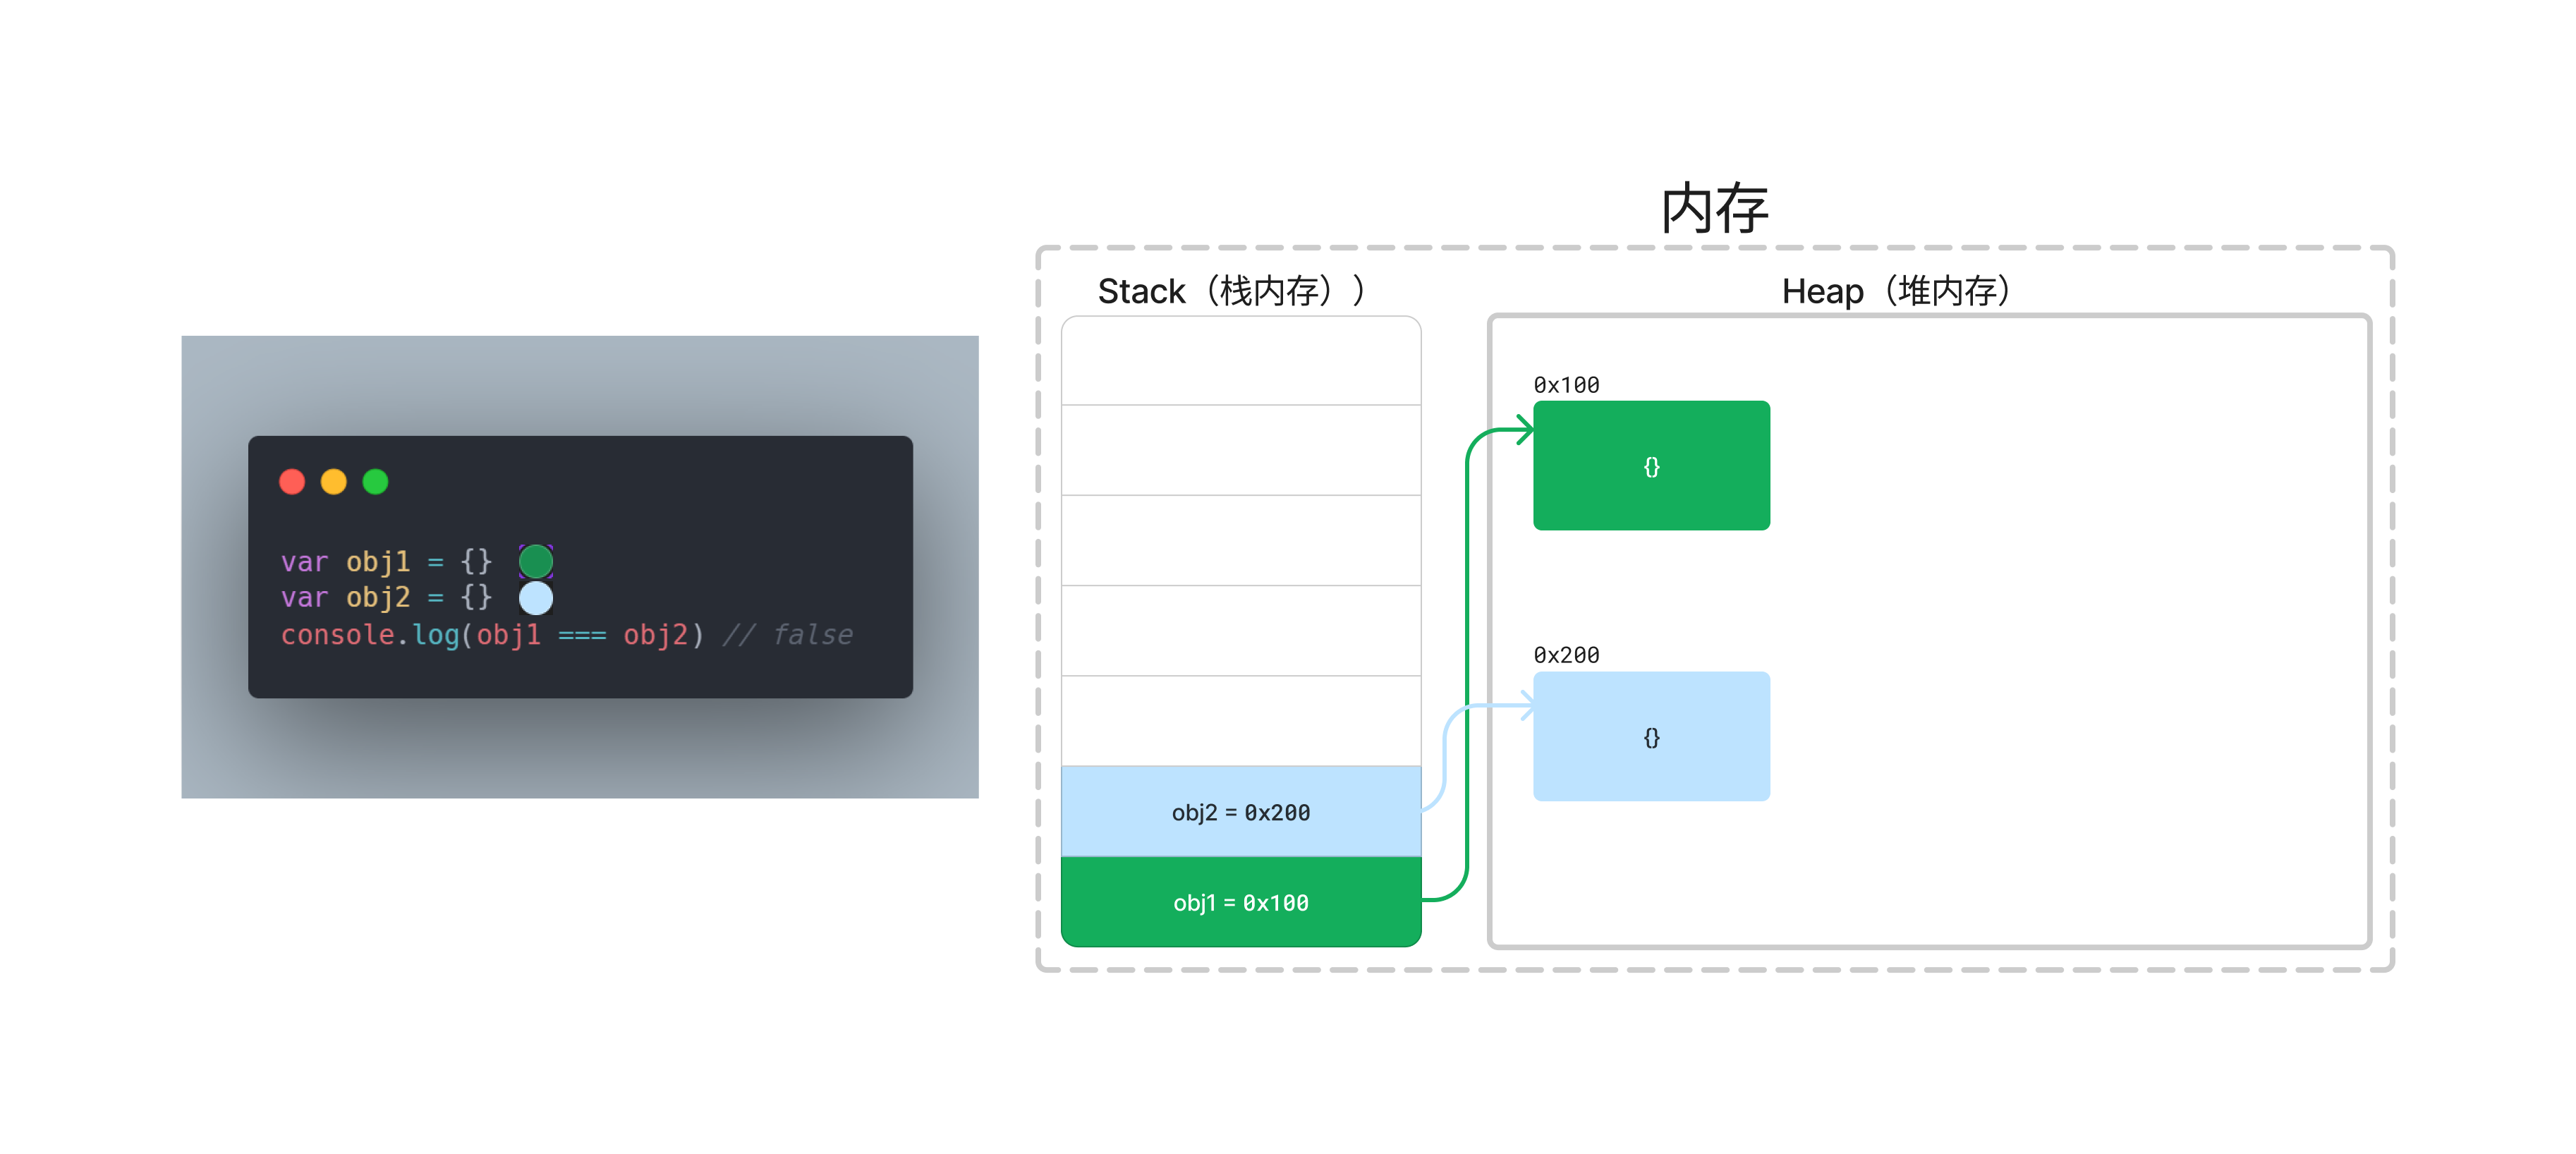 var obj1 = {}
var obj2 = {}
console.log(obj1 === obj2) // false
内存
Stack（栈内存））
obj2 = 0x200
obj1 = 0x100
Heap（堆内存）
0x100
{}
0x200
{}